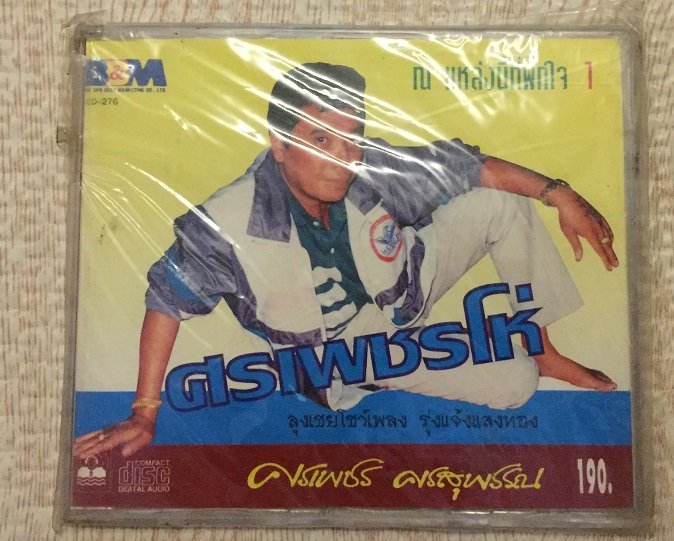 B&M
CD-276
ณ แหล่งนัดพบใจ 1
ศรเพชรโห่
ลุงเชยโชว์เพลง รุ่งแจ้งแสงทอง
COMPACT
disc
DIGITAL AUDIO
ศรเพชร ศรสุพรรณ
190.